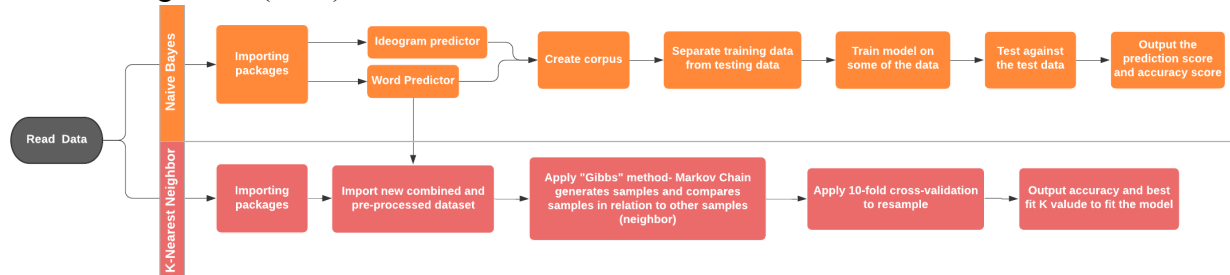 Read Data
Naive Bayes
Importing
packages
Ideogram predictor
Word Predictor
Create corpus
Separate training data
from testing data
Train model on
some of the data
Test against
the test data
Output the
prediction score
and accuracy score
K-Nearest Neighbor
Importing
packages
Import new combined and
pre-processed dataset
Apply "Gibbs" method- Markov Chain
generates samples and compares
samples in relation to other samples
(neighbor)
Apply 10-fold cross-validation
to resample
Output accuracy and best
fit K valude to fit the model